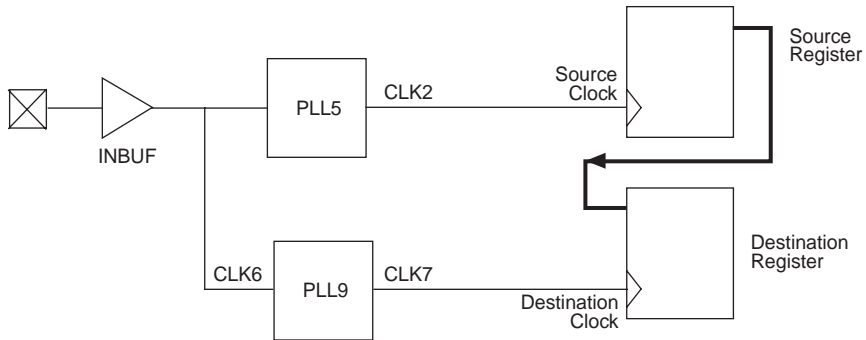 Source
Register
Source
Clock
CLK2
PLL5
INBUF
Destination
Register
CLK6
PLL9
CLK7
Destination
Clock